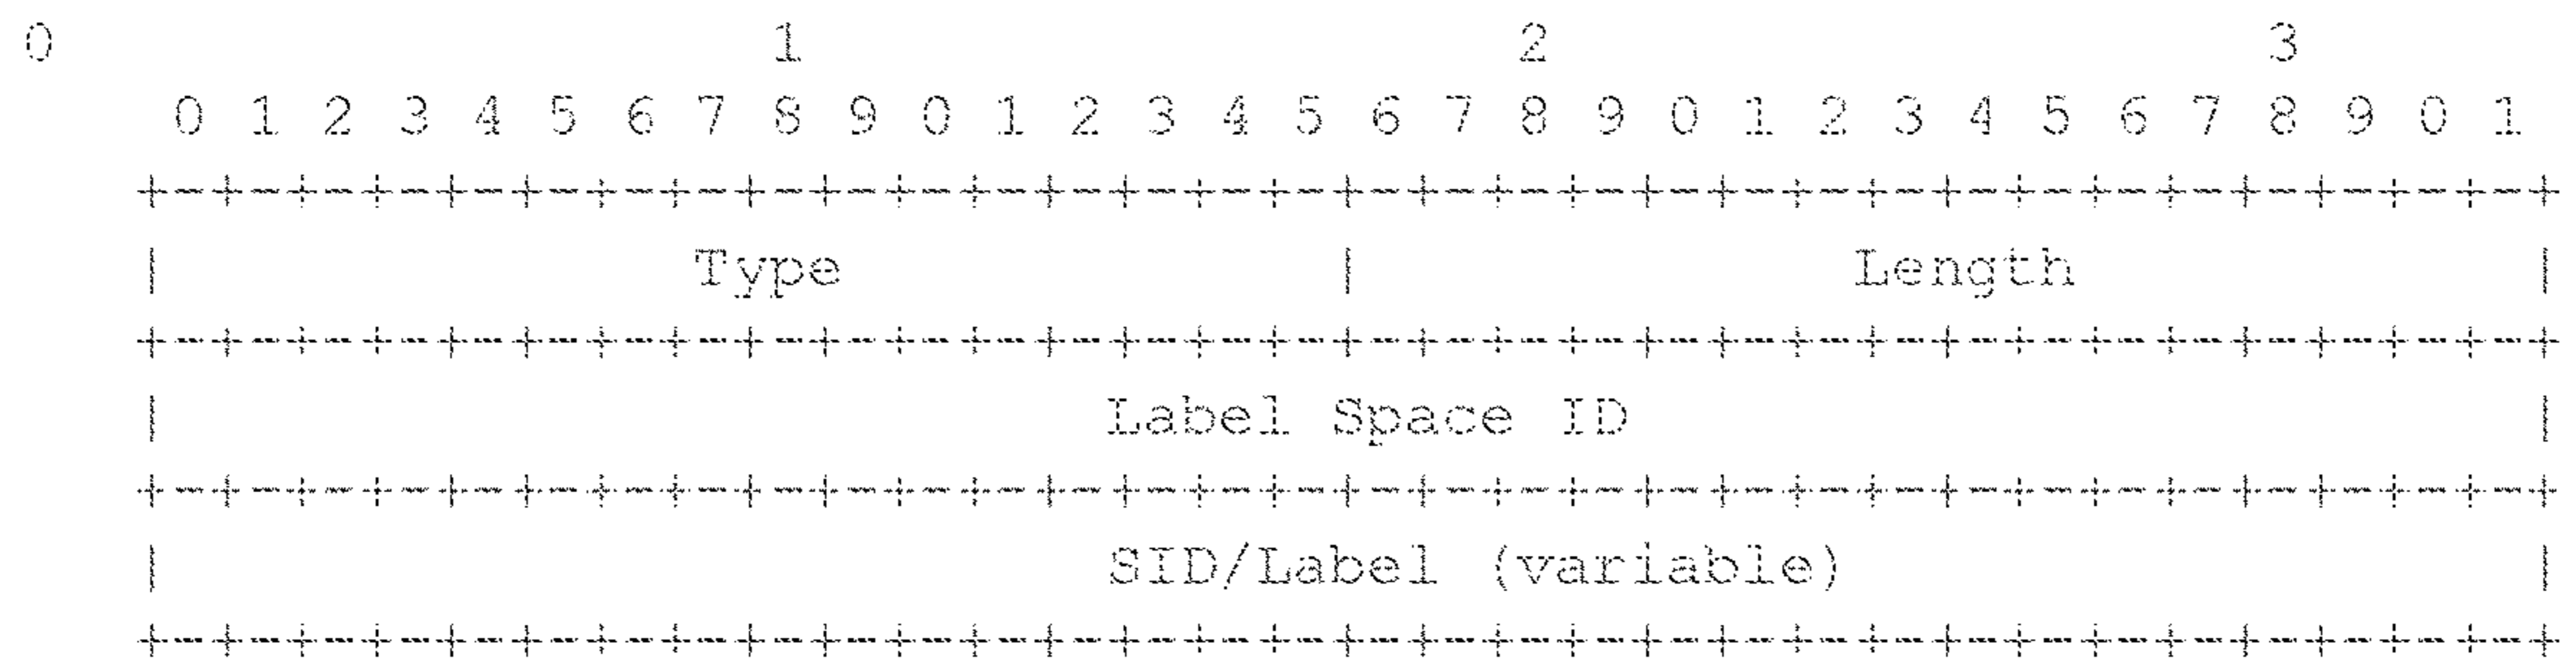 0                   1                   2                   3
    0 1 2 3 4 5 6 7 8 9 0 1 2 3 4 5 6 7 8 9 0 1 2 3 4 5 6 7 8 9 0 1
   +-+-+-+-+-+-+-+-+-+-+-+-+-+-+-+-+-+-+-+-+-+-+-+-+-+-+-+-+-+-+-+-+
   |              Type             |             Length            |
   +-+-+-+-+-+-+-+-+-+-+-+-+-+-+-+-+-+-+-+-+-+-+-+-+-+-+-+-+-+-+-+-+
   |                         Label Space ID                        |
   +-+-+-+-+-+-+-+-+-+-+-+-+-+-+-+-+-+-+-+-+-+-+-+-+-+-+-+-+-+-+-+-+
   |                         SID/Label (variable)                  |
   +-+-+-+-+-+-+-+-+-+-+-+-+-+-+-+-+-+-+-+-+-+-+-+-+-+-+-+-+-+-+-+-+